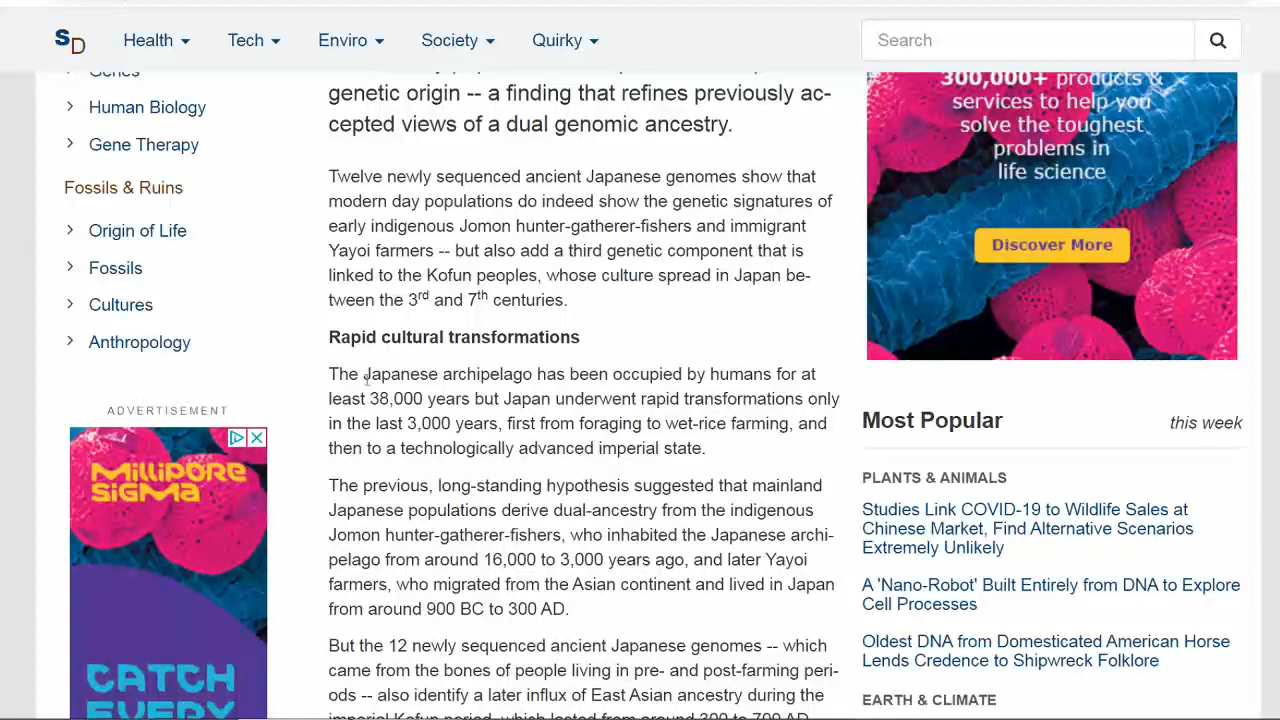 SD
Health
Tech
Enviro
Society
Quirky
Search
Human Biology
Gene Therapy
Fossils & Ruins
Origin of Life
Fossils
Cultures
Anthropology
ADVERTISEMENT
MILLIPORE
SIGMA
CATCH
EVERY
genetic origin -- a finding that refines previously ac-
cepted views of a dual genomic ancestry.
Twelve newly sequenced ancient Japanese genomes show that
modern day populations do indeed show the genetic signatures of
early indigenous Jomon hunter-gatherer-fishers and immigrant
Yayoi farmers -- but also add a third genetic component that is
linked to the Kofun peoples, whose culture spread in Japan be-
tween the 3rd and 7th centuries.
Rapid cultural transformations
The Japanese archipelago has been occupied by humans for at
least 38,000 years but Japan underwent rapid transformations only
in the last 3,000 years, first from foraging to wet-rice farming, and
then to a technologically advanced imperial state.
The previous, long-standing hypothesis suggested that mainland
Japanese populations derive dual-ancestry from the indigenous
Jomon hunter-gatherer-fishers, who inhabited the Japanese archi-
pelago from around 16,000 to 3,000 years ago, and later Yayoi
farmers, who migrated from the Asian continent and lived in Japan
from around 900 BC to 300 AD.
But the 12 newly sequenced ancient Japanese genomes -- which
came from the bones of people living in pre- and post-farming peri-
ods -- also identify a later influx of East Asian ancestry during the
imperial Kofun period, which lasted from around 300 to 700 AD
300,000+ products &
services to help you
solve the toughest
problems in
life science
Discover More
Most Popular
this week
PLANTS & ANIMALS
Studies Link COVID-19 to Wildlife Sales at
Chinese Market, Find Alternative Scenarios
Extremely Unlikely
A 'Nano-Robot' Built Entirely from DNA to Explore
Cell Processes
Oldest DNA from Domesticated American Horse
Lends Credence to Shipwreck Folklore
EARTH & CLIMATE